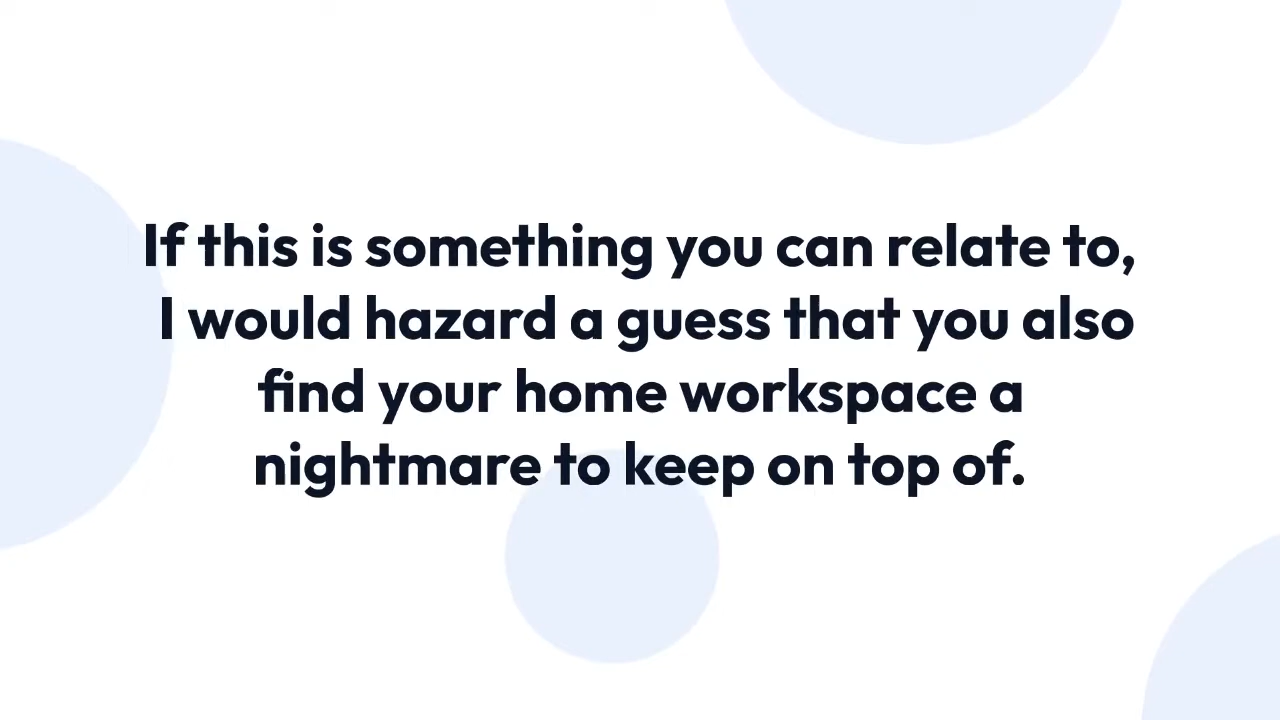 If this is something you can relate to,
I would hazard a guess that you also
find your home workspace a
nightmare to keep on top of.